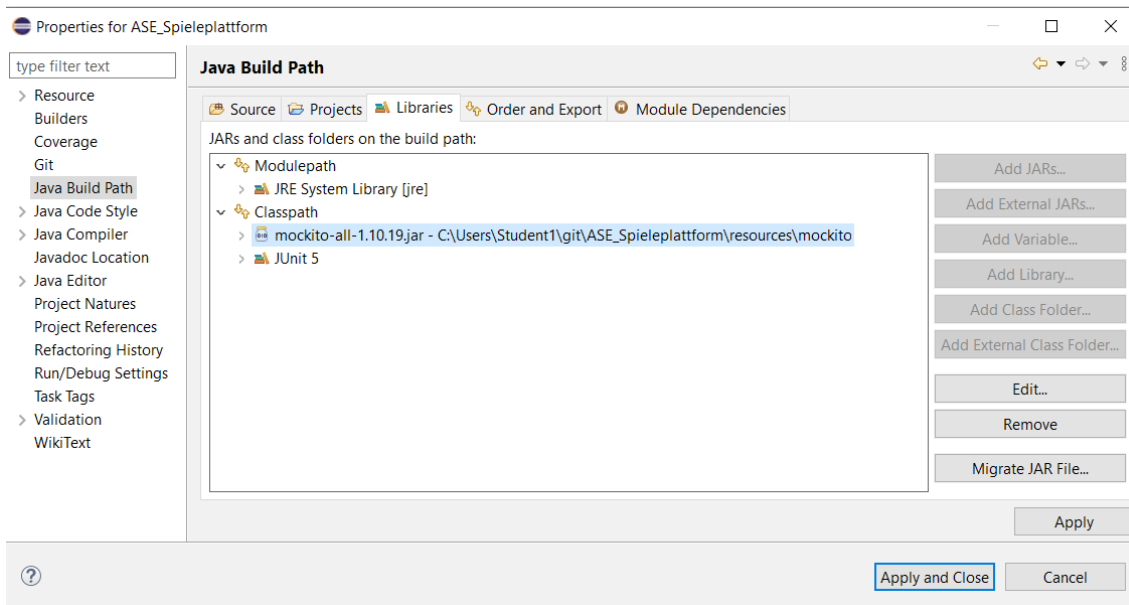 Properties for ASE_Spieleplattform
type filter text
Resource
Builders
Coverage
Git
Java Build Path
Java Code Style
Java Compiler
Javadoc Location
Java Editor
Project Natures
Project References
Refactoring History
Run/Debug Settings
Task Tags
Validation
WikiText
Java Build Path
Source Projects Libraries Order and Export Module Dependencies
JARs and class folders on the build path:
Modulepath
JRE System Library [jre]
Classpath
mockito-all-1.10.19.jar - C:\Users\Student1\git\ASE_Spieleplattform\resources\mockito
JUnit 5
Add JARs...
Add External JARs...
Add Variable...
Add Library...
Add Class Folder...
Add External Class Folder...
Edit...
Remove
Migrate JAR File...
Apply
Apply and Close Cancel